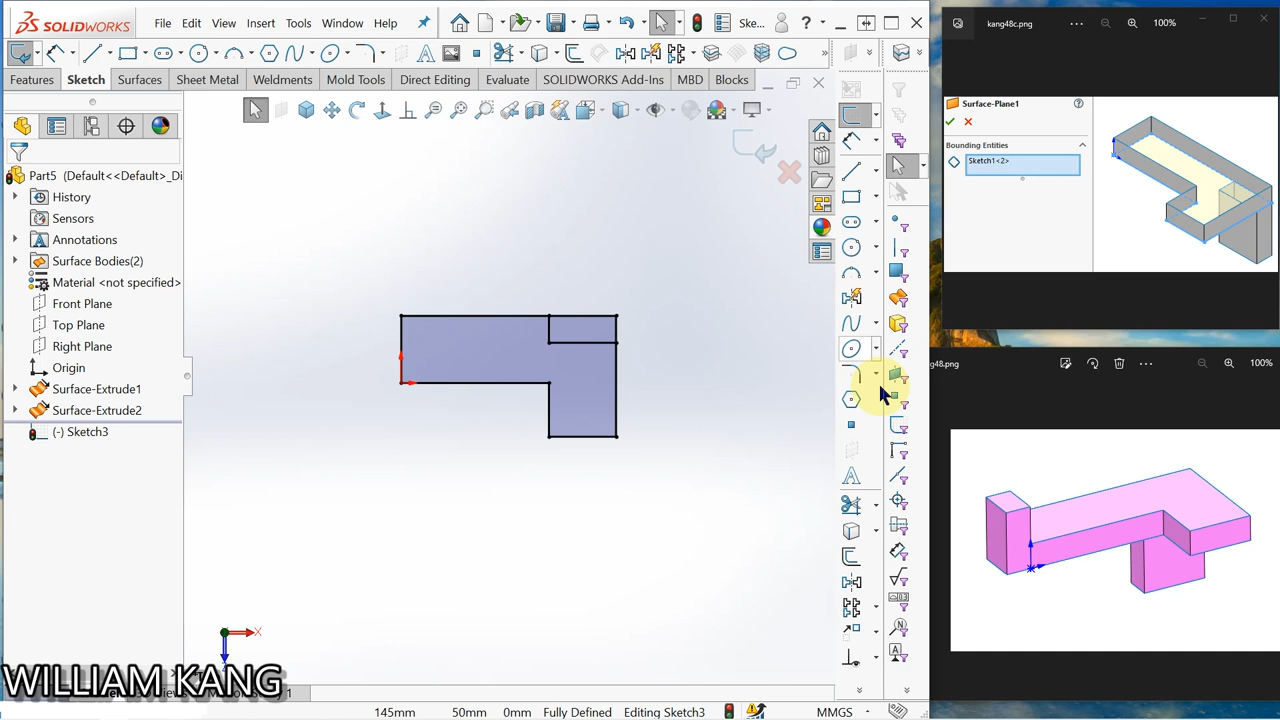 SOLIDWORKS
File
Edit
View
Insert
Tools
Window
Help
Ske...
?
Features
Sketch
Surfaces
Sheet Metal
Weldments
Mold Tools
Direct Editing
Evaluate
SOLIDWORKS Add-Ins
MBD
Blocks
Part5 (Default<<Default>_Di
History
Sensors
Annotations
Surface Bodies(2)
Material <not specified>
Front Plane
Top Plane
Right Plane
Origin
Surface-Extrude1
Surface-Extrude2
(-) Sketch3
X
WILLIAM KANG
145mm
50mm
0mm
Fully Defined
Editing Sketch3
MMGS
kang48c.png
100%
Surface-Plane1
Bounding Entities
Sketch1<2>
g48.png
100%